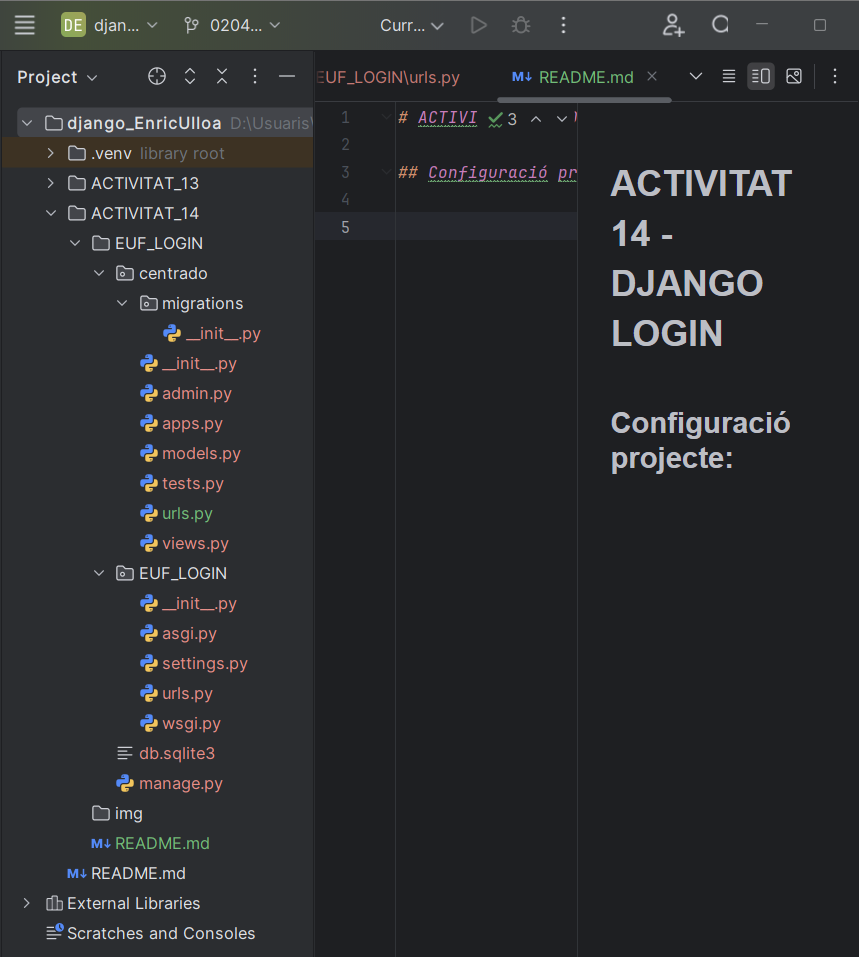 DE djan... 0204... Curr...
Project
EUF_LOGIN\urls.py
M↓ README.md
django_EnricUlloa D:\Usuaris\
.venv library root
ACTIVITAT_13
ACTIVITAT_14
EUF_LOGIN
centrado
migrations
__init__.py
__init__.py
admin.py
apps.py
models.py
tests.py
urls.py
views.py
EUF_LOGIN
__init__.py
asgi.py
settings.py
urls.py
wsgi.py
db.sqlite3
manage.py
img
M↓ README.md
M↓ README.md
External Libraries
Scratches and Consoles
1 # ACTIVI 3
2
3 ## Configuració pr
4
5
ACTIVITAT
14 -
DJANGO
LOGIN
Configuració
projecte: